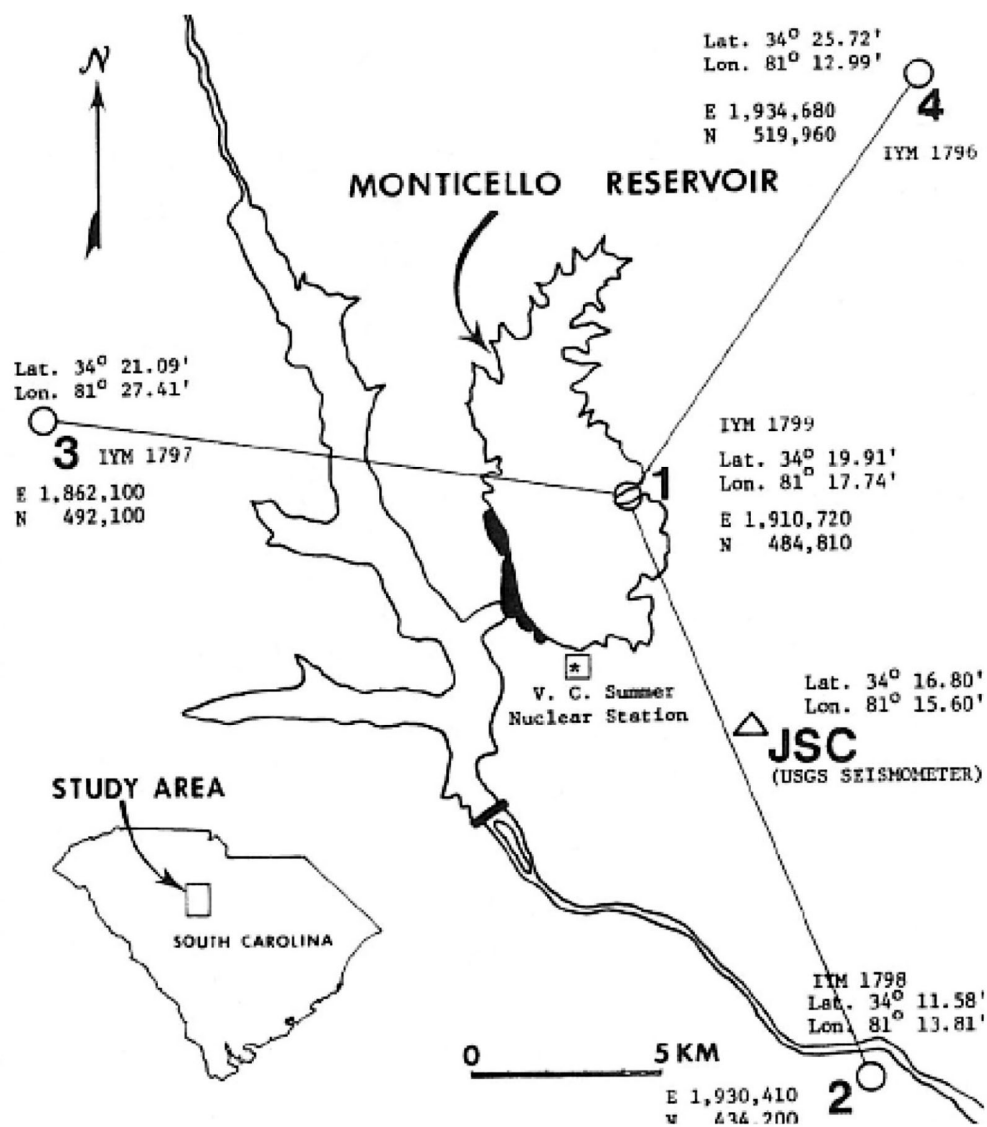 N
Lat. 34° 25.72'
Lon. 81° 12.99'
E 1,934,680
N 519,960
4
IYM 1796
MONTICELLO RESERVOIR
Lat. 34° 21.09'
Lon. 81° 27.41'
3 IYM 1797
E 1,862,100
N 492,100
IYM 1799
1
Lat. 34° 19.91'
Lon. 81° 17.74'
E 1,910,720
N 484,810
*
V. C. Summer
Nuclear Station
Lat. 34° 16.80'
Lon. 81° 15.60'
JSC
(USGS SEISMOMETER)
STUDY AREA
SOUTH CAROLINA
IYM 1798
Lat. 34° 11.58'
Lon. 81° 13.81'
0 5 KM
2
E 1,930,410
N 434,200